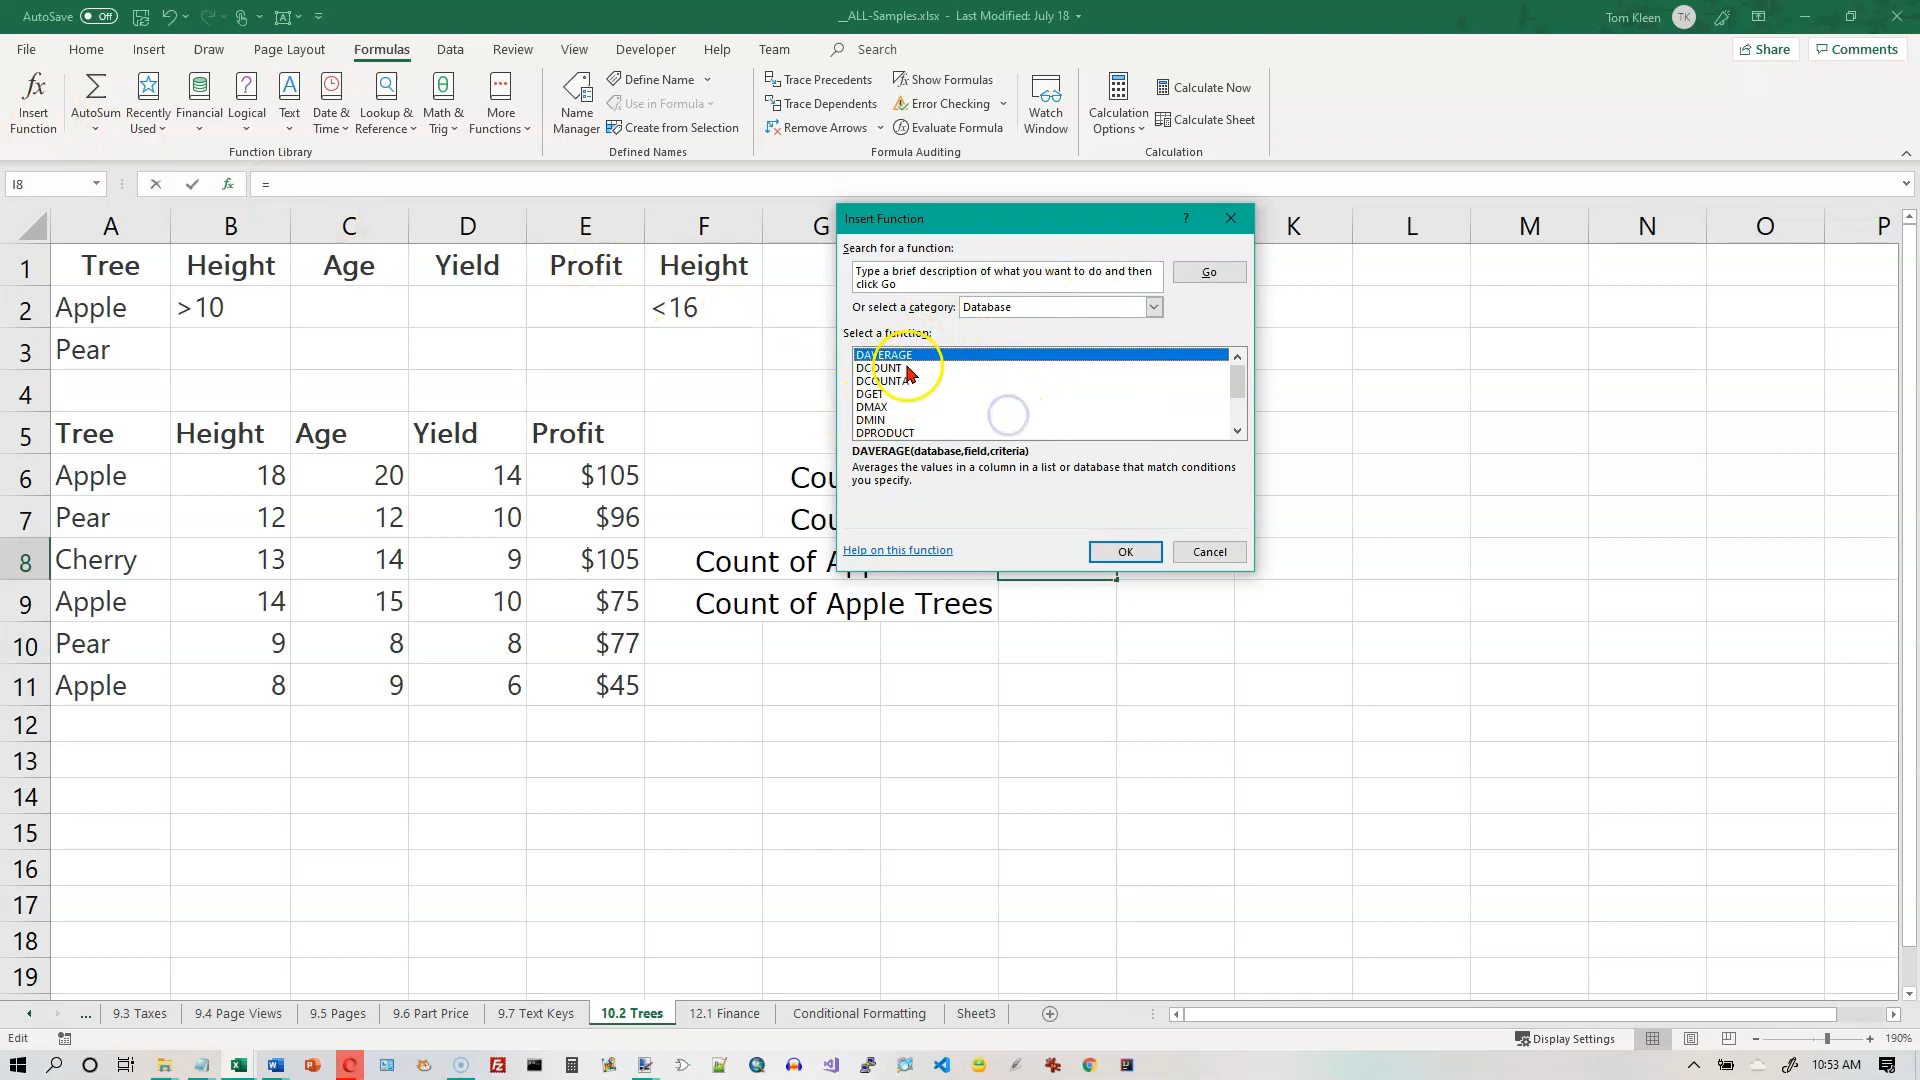 AutoSave Off __ALL-Samples.xlsx - Last Modified: July 18 Tom Kleen TK
File Home Insert Draw Page Layout Formulas Data Review View Developer Help Team Search Share Comments
fx Insert Function
AutoSum
Recently Used
Financial
Logical
Text
Date & Time
Lookup & Reference
Math & Trig
More Functions
Function Library
Name Manager
Define Name
Use in Formula
Create from Selection
Defined Names
Trace Precedents
Trace Dependents
Remove Arrows
Show Formulas
Error Checking
Evaluate Formula
Formula Auditing
Watch Window
Calculation Options
Calculate Now
Calculate Sheet
Calculation
I8 fx =
A B C D E F G K L M N O P
1 Tree Height Age Yield Profit Height
2 Apple >10 <16
3 Pear
4
5 Tree Height Age Yield Profit
6 Apple 18 20 14 $105 Cou
7 Pear 12 12 10 $96 Cou
8 Cherry 13 14 9 $105 Count of
9 Apple 14 15 10 $75 Count of Apple Trees
10 Pear 9 8 8 $77
11 Apple 8 9 6 $45
12
13
14
15
16
17
18
19
Insert Function ?
Search for a function:
Type a brief description of what you want to do and then
click Go
Go
Or select a category: Database
Select a function:
DAVERAGE
DCOUNT
DCOUNTA
DGET
DMAX
DMIN
DPRODUCT
DAVERAGE(database,field,criteria)
Averages the values in a column in a list or database that match conditions
you specify.
Help on this function OK Cancel
... 9.3 Taxes 9.4 Page Views 9.5 Pages 9.6 Part Price 9.7 Text Keys 10.2 Trees 12.1 Finance Conditional Formatting Sheet3
Edit Display Settings 190%
10:53 AM